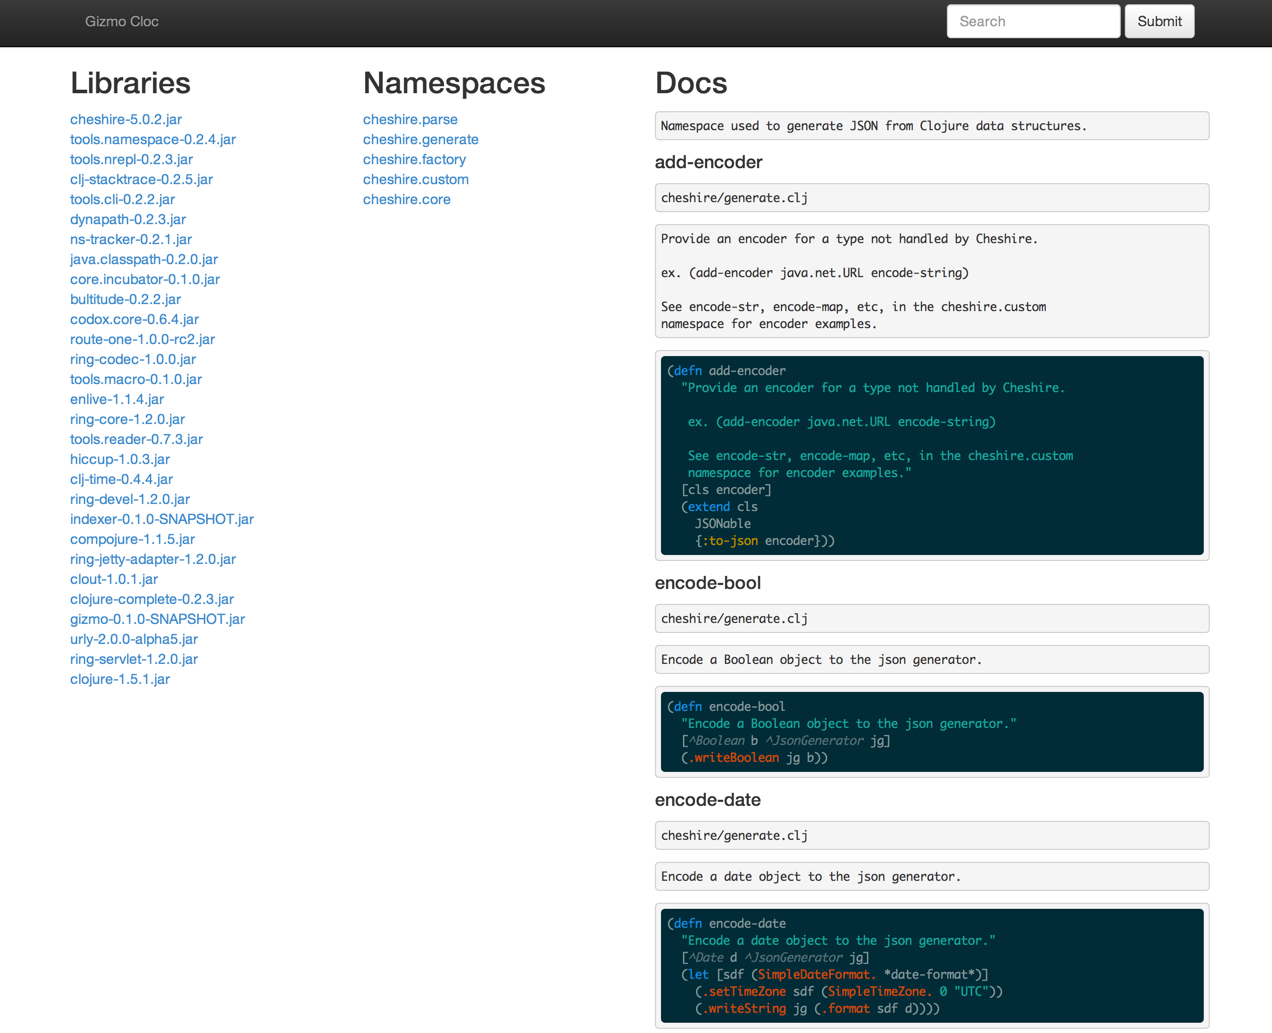 Gizmo Cloc
Search
Submit
Libraries
cheshire-5.0.2.jar
tools.namespace-0.2.4.jar
tools.nrepl-0.2.3.jar
clj-stacktrace-0.2.5.jar
tools.cli-0.2.2.jar
dynapath-0.2.3.jar
ns-tracker-0.2.1.jar
java.classpath-0.2.0.jar
core.incubator-0.1.0.jar
bultitude-0.2.2.jar
codox.core-0.6.4.jar
route-one-1.0.0-rc2.jar
ring-codec-1.0.0.jar
tools.macro-0.1.0.jar
enlive-1.1.4.jar
ring-core-1.2.0.jar
tools.reader-0.7.3.jar
hiccup-1.0.3.jar
clj-time-0.4.4.jar
ring-devel-1.2.0.jar
indexer-0.1.0-SNAPSHOT.jar
compojure-1.1.5.jar
ring-jetty-adapter-1.2.0.jar
clout-1.0.1.jar
clojure-complete-0.2.3.jar
gizmo-0.1.0-SNAPSHOT.jar
urly-2.0.0-alpha5.jar
ring-servlet-1.2.0.jar
clojure-1.5.1.jar
Namespaces
cheshire.parse
cheshire.generate
cheshire.factory
cheshire.custom
cheshire.core
Docs
Namespace used to generate JSON from Clojure data structures.
add-encoder
cheshire/generate.clj
Provide an encoder for a type not handled by Cheshire.
ex. (add-encoder java.net.URL encode-string)
See encode-str, encode-map, etc, in the cheshire.custom
namespace for encoder examples.
(defn add-encoder
"Provide an encoder for a type not handled by Cheshire.
ex. (add-encoder java.net.URL encode-string)
See encode-str, encode-map, etc, in the cheshire.custom
namespace for encoder examples."
[cls encoder]
(extend cls
JSONable
{:to-json encoder}))
encode-bool
cheshire/generate.clj
Encode a Boolean object to the json generator.
(defn encode-bool
"Encode a Boolean object to the json generator."
[^Boolean b ^JsonGenerator jg]
(.writeBoolean jg b))
encode-date
cheshire/generate.clj
Encode a date object to the json generator.
(defn encode-date
"Encode a date object to the json generator."
[^Date d ^JsonGenerator jg]
(let [sdf (SimpleDateFormat. *date-format*)]
(.setTimeZone sdf (SimpleTimeZone. 0 "UTC"))
(.writeString jg (.format sdf d))))